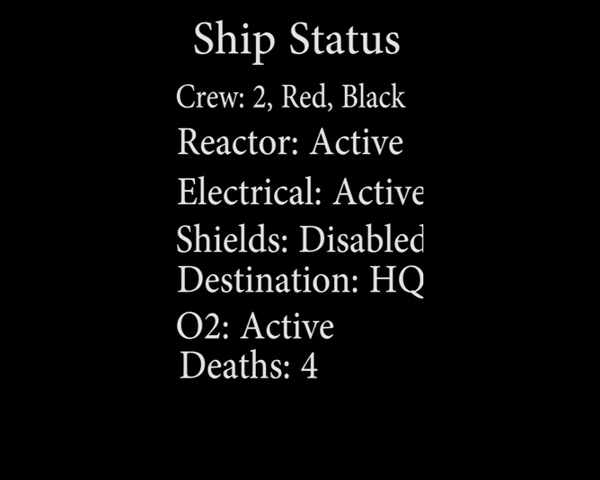 Ship Status
Crew: 2, Red, Black
Reactor: Active
Electrical: Active
Shields: Disabled
Destination: HQ
O2: Active
Deaths: 4